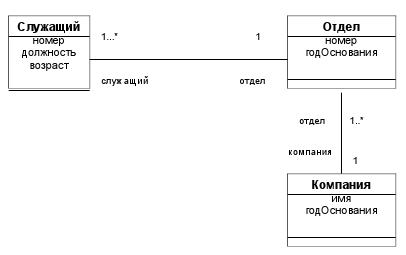 Служащий
номер
должность
возраст
1...*
1
служащий
отдел
Отдел
номер
годОснования
отдел
1..*
компания
1
Компания
имя
годОснования